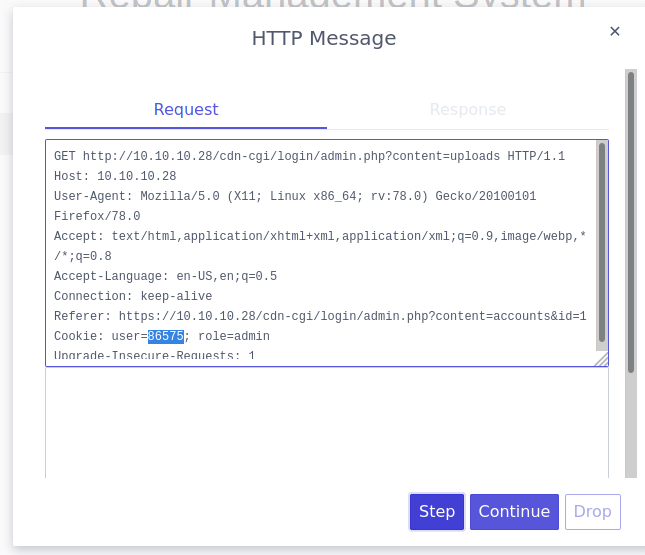 Repair Management System
HTTP Message
×
Request
Response
GET http://10.10.10.28/cdn-cgi/login/admin.php?content=uploads HTTP/1.1
Host: 10.10.10.28
User-Agent: Mozilla/5.0 (X11; Linux x86_64; rv:78.0) Gecko/20100101
Firefox/78.0
Accept: text/html,application/xhtml+xml,application/xml;q=0.9,image/webp,*
/*;q=0.8
Accept-Language: en-US,en;q=0.5
Connection: keep-alive
Referer: https://10.10.10.28/cdn-cgi/login/admin.php?content=accounts&id=1
Cookie: user=86575; role=admin
Upgrade-Insecure-Requests: 1
Step
Continue
Drop